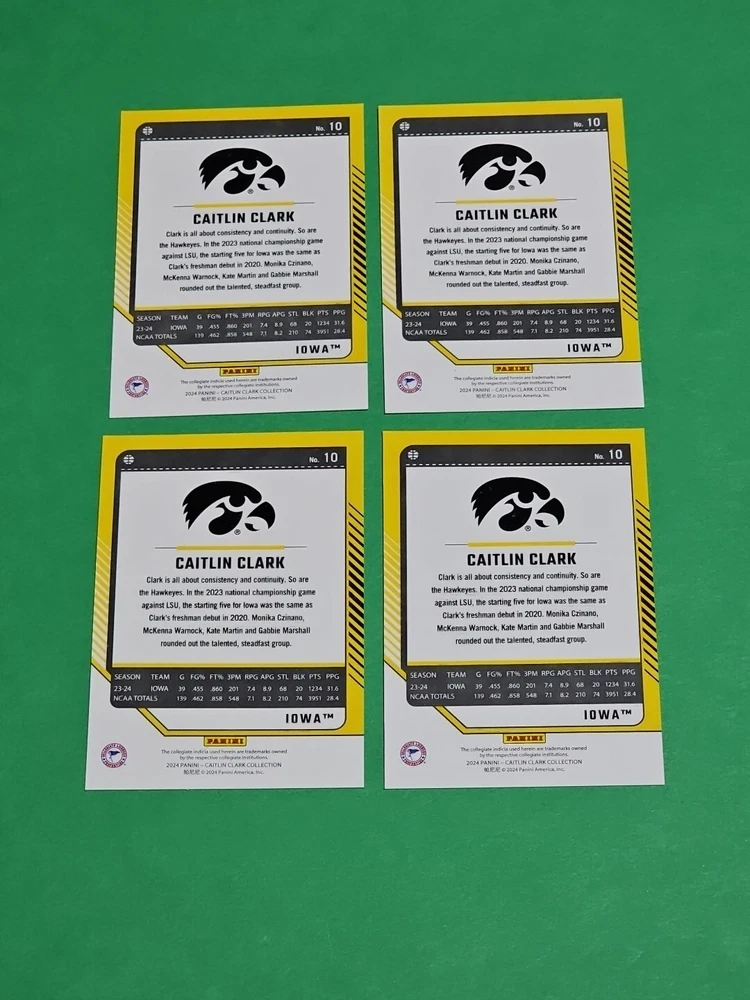 No. 10
CAITLIN CLARK
Clark is all about consistency and continuity. So are
the Hawkeyes. In the 2023 national championship game
against LSU, the starting five for Iowa was the same as
Clark's freshman debut in 2020. Monika Czinano,
McKenna Warnock, Kate Martin and Gabbie Marshall
rounded out the talented, steadfast group.
SEASON TEAM G FG% FT% 3PM RPG APG STL BLK PTS PPG
23-24 IOWA 39 .455 .860 201 7.4 8.9 68 20 1234 31.6
NCAA TOTALS 139 .462 .858 548 7.1 8.2 210 74 3951 28.4
IOWA™
PANINI
The collegiate indicia used herein are trademarks owned
by the respective collegiate institutions.
2024 PANINI – CAITLIN CLARK COLLECTION
帕尼尼 © 2024 Panini America, Inc.
No. 10
CAITLIN CLARK
Clark is all about consistency and continuity. So are
the Hawkeyes. In the 2023 national championship game
against LSU, the starting five for Iowa was the same as
Clark's freshman debut in 2020. Monika Czinano,
McKenna Warnock, Kate Martin and Gabbie Marshall
rounded out the talented, steadfast group.
SEASON TEAM G FG% FT% 3PM RPG APG STL BLK PTS PPG
23-24 IOWA 39 .455 .860 201 7.4 8.9 68 20 1234 31.6
NCAA TOTALS 139 .462 .858 548 7.1 8.2 210 74 3951 28.4
IOWA™
PANINI
The collegiate indicia used herein are trademarks owned
by the respective collegiate institutions.
2024 PANINI – CAITLIN CLARK COLLECTION
帕尼尼 © 2024 Panini America, Inc.
No. 10
CAITLIN CLARK
Clark is all about consistency and continuity. So are
the Hawkeyes. In the 2023 national championship game
against LSU, the starting five for Iowa was the same as
Clark's freshman debut in 2020. Monika Czinano,
McKenna Warnock, Kate Martin and Gabbie Marshall
rounded out the talented, steadfast group.
SEASON TEAM G FG% FT% 3PM RPG APG STL BLK PTS PPG
23-24 IOWA 39 .455 .860 201 7.4 8.9 68 20 1234 31.6
NCAA TOTALS 139 .462 .858 548 7.1 8.2 210 74 3951 28.4
IOWA™
PANINI
The collegiate indicia used herein are trademarks owned
by the respective collegiate institutions.
2024 PANINI – CAITLIN CLARK COLLECTION
帕尼尼 © 2024 Panini America, Inc.
No. 10
CAITLIN CLARK
Clark is all about consistency and continuity. So are
the Hawkeyes. In the 2023 national championship game
against LSU, the starting five for Iowa was the same as
Clark's freshman debut in 2020. Monika Czinano,
McKenna Warnock, Kate Martin and Gabbie Marshall
rounded out the talented, steadfast group.
SEASON TEAM G FG% FT% 3PM RPG APG STL BLK PTS PPG
23-24 IOWA 39 .455 .860 201 7.4 8.9 68 20 1234 31.6
NCAA TOTALS 139 .462 .858 548 7.1 8.2 210 74 3951 28.4
IOWA™
PANINI
The collegiate indicia used herein are trademarks owned
by the respective collegiate institutions.
2024 PANINI – CAITLIN CLARK COLLECTION
帕尼尼 © 2024 Panini America, Inc.